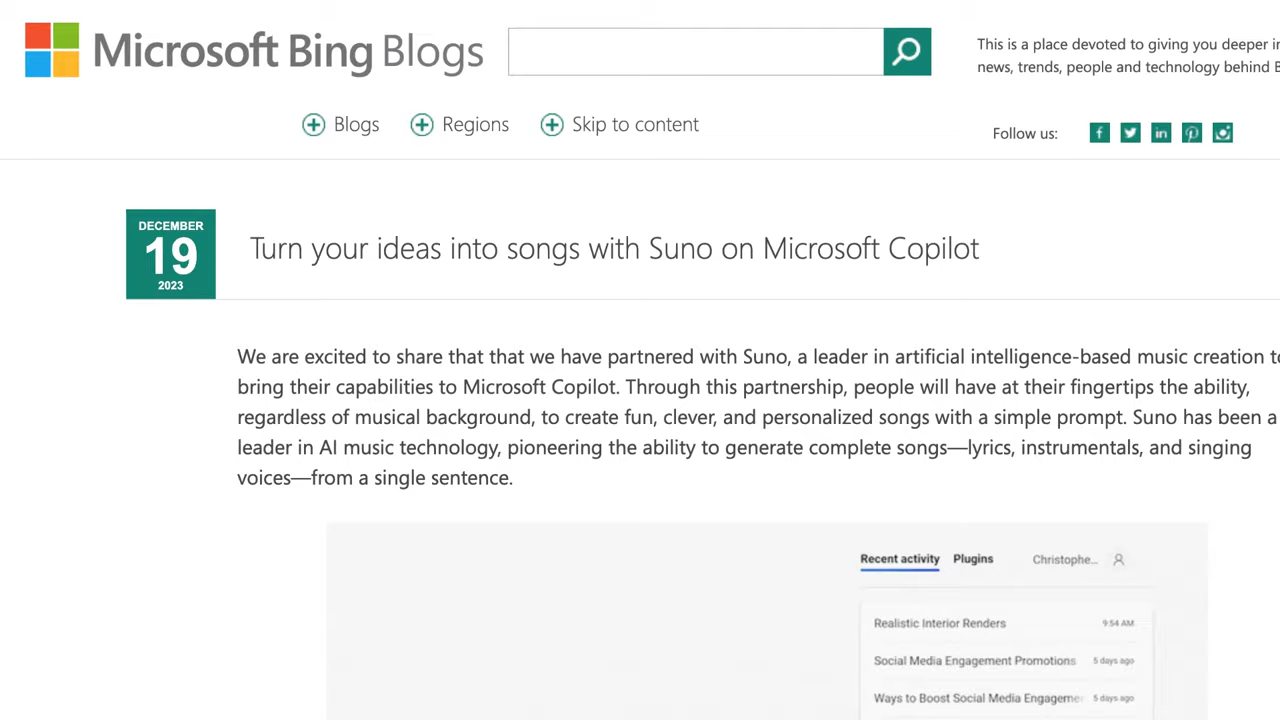 Microsoft Bing Blogs
This is a place devoted to giving you deeper
news, trends, people and technology behind
Blogs
Regions
Skip to content
Follow us:
DECEMBER
19
2023
Turn your ideas into songs with Suno on Microsoft Copilot
We are excited to share that that we have partnered with Suno, a leader in artificial intelligence-based music creation
bring their capabilities to Microsoft Copilot. Through this partnership, people will have at their fingertips the ability,
regardless of musical background, to create fun, clever, and personalized songs with a simple prompt. Suno has been a
leader in AI music technology, pioneering the ability to generate complete songs—lyrics, instrumentals, and singing
voices—from a single sentence.
Recent activity Plugins Christophe...
Realistic Interior Renders 9:54 AM
Social Media Engagement Promotions 5 days ago
Ways to Boost Social Media Engageme 5 days ago